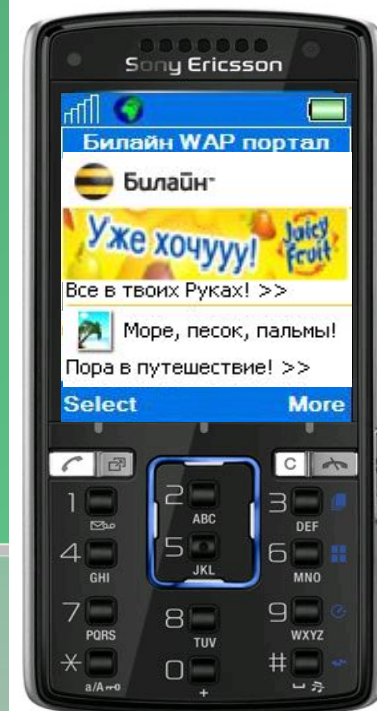 Sony Ericsson
Билайн WAP портал
Билайн™
Уже хочууу!
Juicy Fruit
Все в твоих Руках! >>
Море, песок, пальмы!
Пора в путешествие! >>
Select More
C
1 2 ABC 3 DEF
4 GHI 5 JKL 6 MNO
7 PQRS 8 TUV 9 WXYZ
* a/A 0 + #